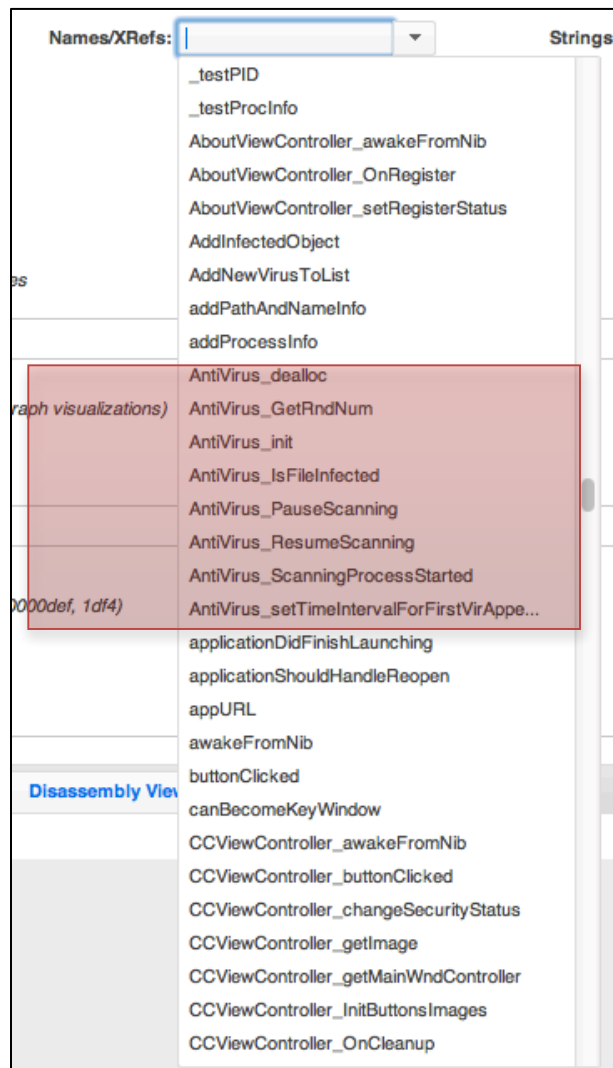 Names/XRefs:
Strings
_testPID
_testProcInfo
AboutViewController_awakeFromNib
AboutViewController_OnRegister
AboutViewController_setRegisterStatus
AddInfectedObject
es AddNewVirusToList
addPathAndNameInfo
addProcessInfo
AntiVirus_dealloc
raph visualizations) AntiVirus_GetRndNum
AntiVirus_init
AntiVirus_IsFileInfected
AntiVirus_PauseScanning
AntiVirus_ResumeScanning
AntiVirus_ScanningProcessStarted
0000def, 1df4) AntiVirus_setTimeIntervalForFirstVirAppe...
applicationDidFinishLaunching
applicationShouldHandleReopen
appURL
awakeFromNib
buttonClicked
Disassembly View
canBecomeKeyWindow
CCViewController_awakeFromNib
CCViewController_buttonClicked
CCViewController_changeSecurityStatus
CCViewController_getImage
CCViewController_getMainWndController
CCViewController_InitButtonsImages
CCViewController_OnCleanup